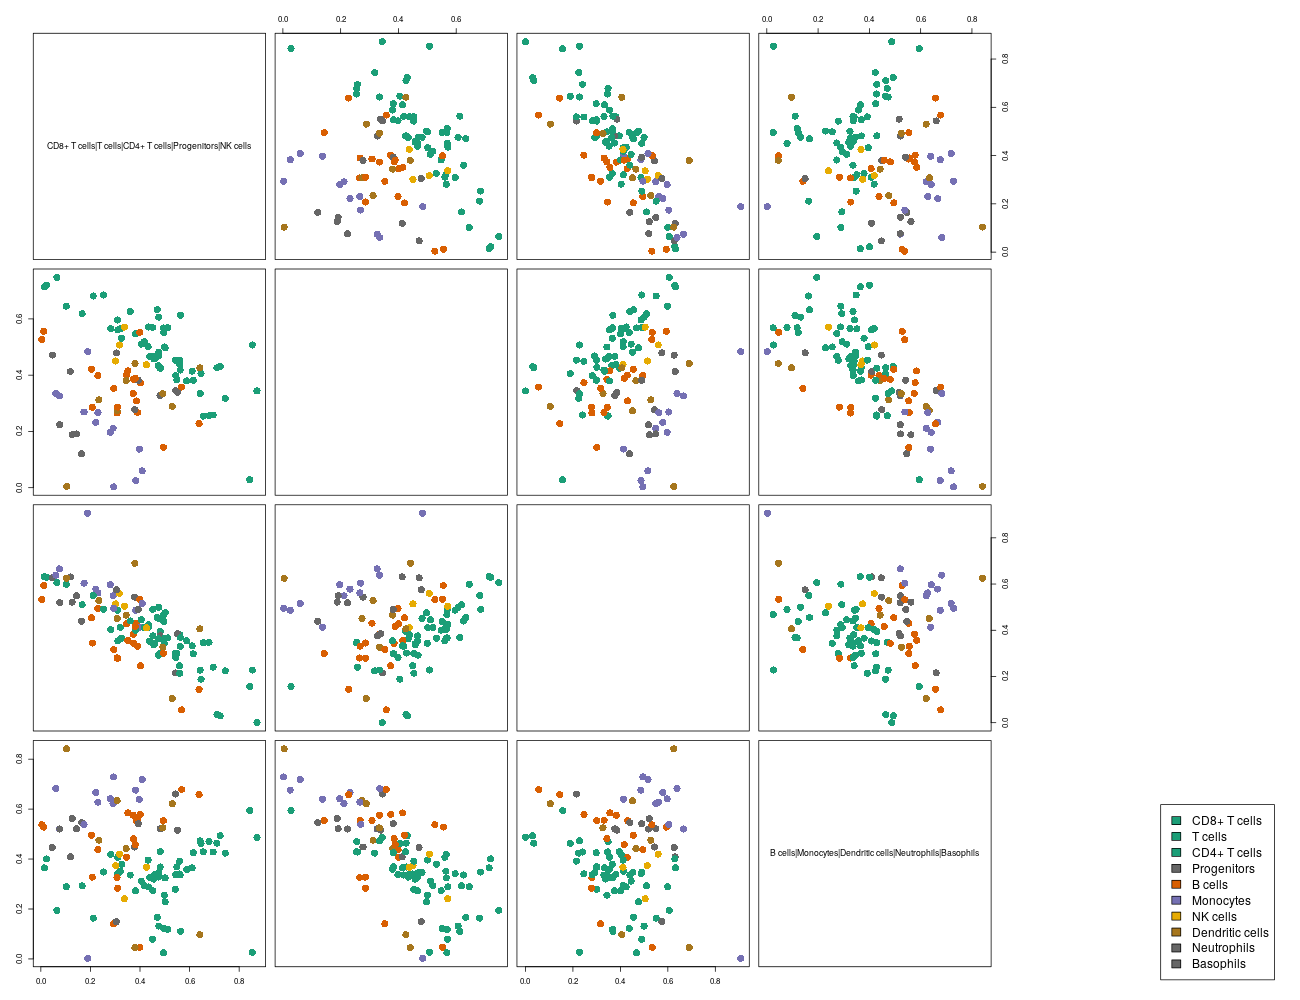 0.0 0.2 0.4 0.6
0.0 0.2 0.4 0.6 0.8
CD8+ T cells|T cells|CD4+ T cells|Progenitors|NK cells
0.0 0.2 0.4 0.6 0.8
0.0 0.2 0.4 0.6
0.0 0.2 0.4 0.6 0.8
0.0 0.2 0.4 0.6 0.8
B cells|Monocytes|Dendritic cells|Neutrophils|Basophils
0.0 0.2 0.4 0.6 0.8
0.0 0.2 0.4 0.6 0.8
CD8+ T cells
T cells
CD4+ T cells
Progenitors
B cells
Monocytes
NK cells
Dendritic cells
Neutrophils
Basophils